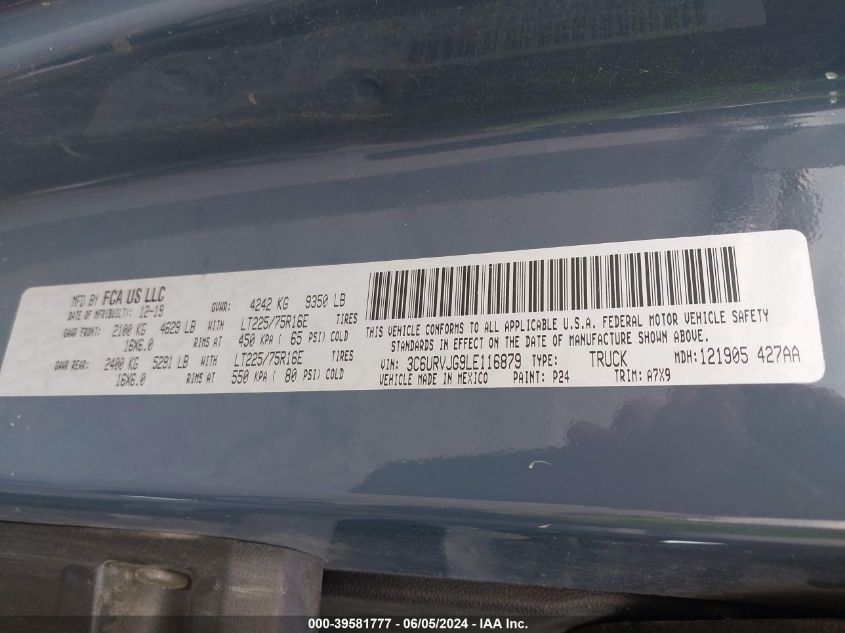 MFD BY FCA US LLC
DATE OF MFR(BUILT): 12-19
GVWR: 4242 KG 9350 LB
GAWR FRONT: 2100 KG 4629 LB WITH LT225/75R16E TIRES
16X6.0 RIMS AT 450 KPA ( 65 PSI) COLD
GAWR REAR: 2400 KG 5291 LB WITH LT225/75R16E TIRES
16X6.0 RIMS AT 550 KPA ( 80 PSI) COLD
THIS VEHICLE CONFORMS TO ALL APPLICABLE U.S.A. FEDERAL MOTOR VEHICLE SAFETY
STANDARDS IN EFFECT ON THE DATE OF MANUFACTURE SHOWN ABOVE.
VIN: 3C6URVJG9LE116879 TYPE: TRUCK MDH: 121905 427AA
VEHICLE MADE IN MEXICO PAINT: P24 TRIM: A7X9
000-39581777 - 06/05/2024 - IAAI.com